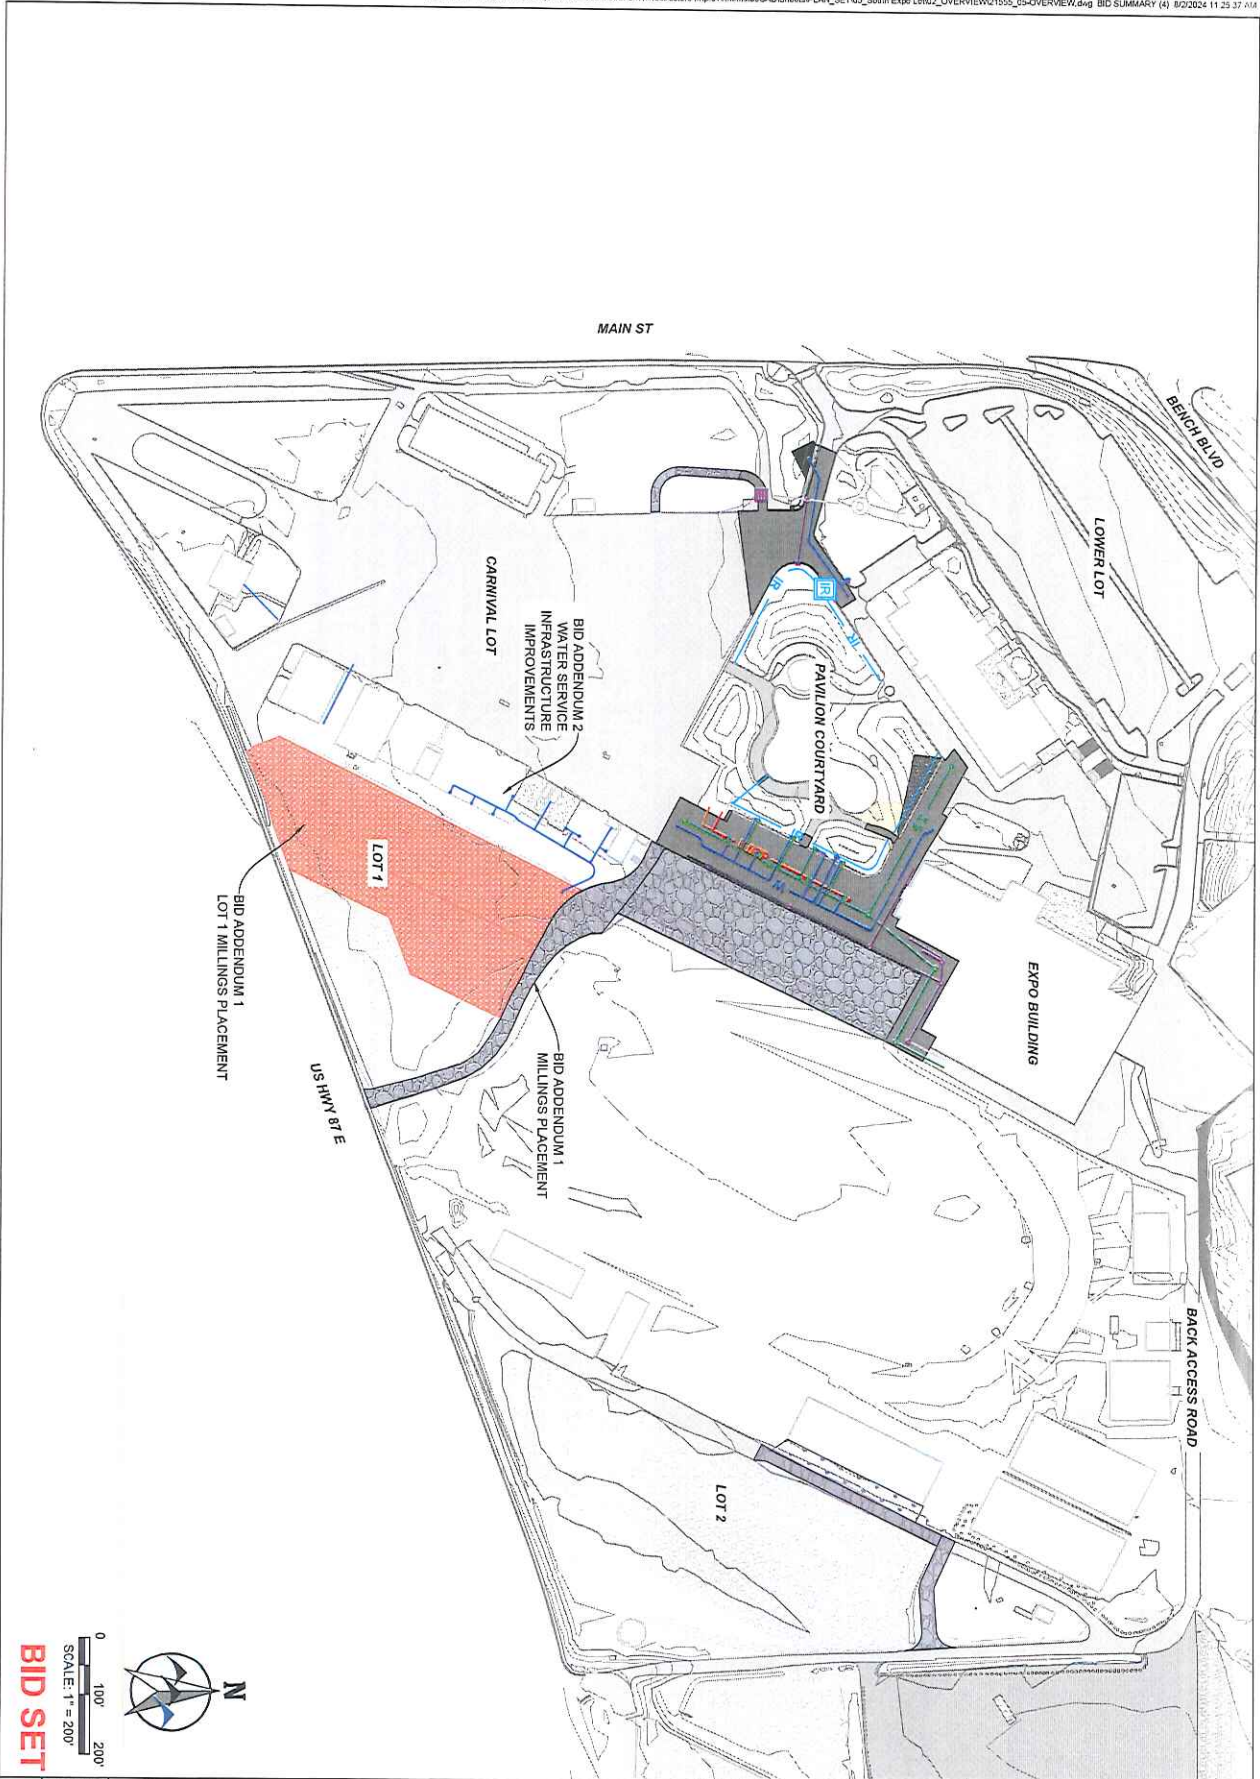 BID SUMMARY (4) 8/2/2024 11:25:37 AM
MAIN ST
BENCH BLVD
LOWER LOT
CARNIVAL LOT
BID ADDENDUM 2
WATER SERVICE
INFRASTRUCTURE
IMPROVEMENTS
PAVILION COURTYARD
IR
IR
IR
W
LOT 1
BID ADDENDUM 1
LOT 1 MILLINGS PLACEMENT
EXPO BUILDING
BID ADDENDUM 1
MILLINGS PLACEMENT
US HWY 87 E
BACK ACCESS ROAD
LOT 2
N
0 100' 200'
SCALE: 1" = 200'
BID SET